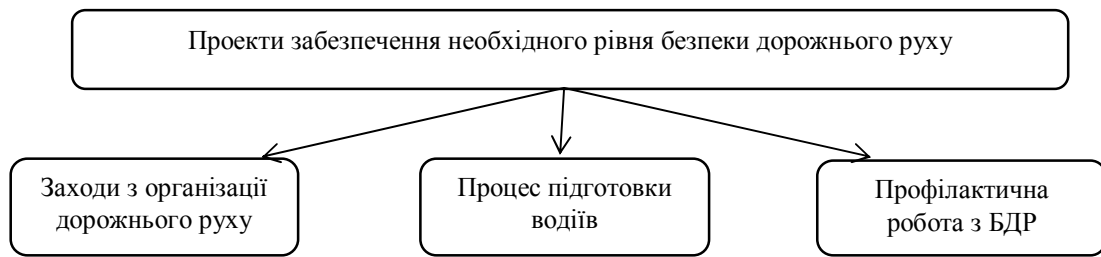 Проекти забезпечення необхідного рівня безпеки дорожнього руху
Заходи з організації
дорожнього руху
Процес підготовки
водіїв
Профілактична
робота з БДР